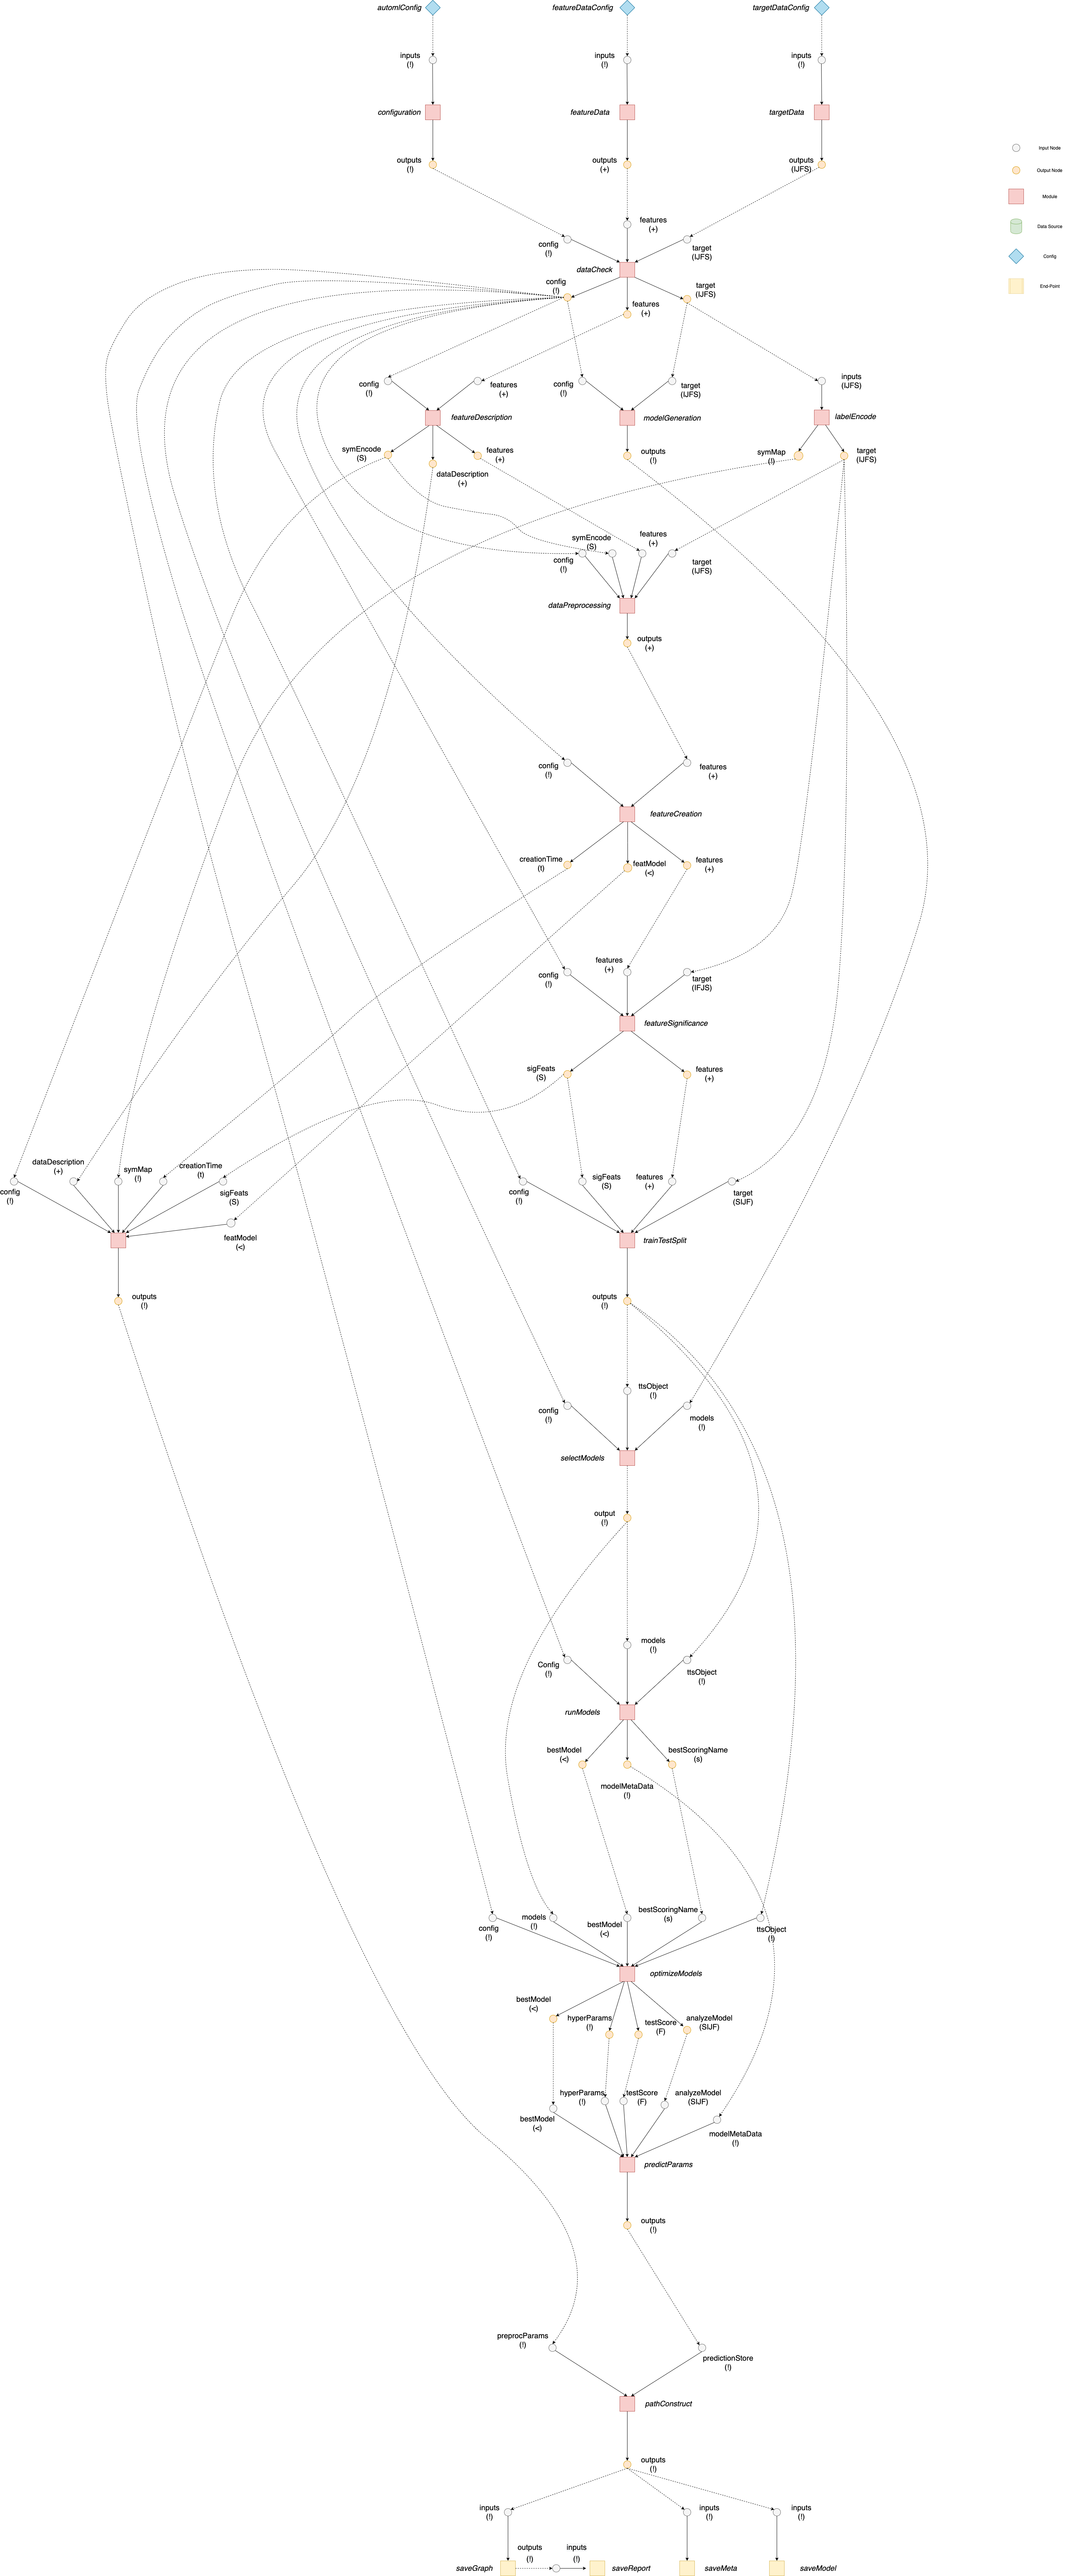 automlConfig
featureDataConfig
targetDataConfig
inputs
(!)
inputs
(!)
inputs
(!)
configuration
featureData
targetData
outputs
(!)
outputs
(+)
outputs
(IJFS)
Input Node
Output Node
Module
Data Source
Config
End-Point
config
(!)
features
(+)
target
(IJFS)
dataCheck
config
(!)
features
(+)
target
(IJFS)
config
(!)
features
(+)
config
(!)
target
(IJFS)
inputs
(IJFS)
featureDescription
modelGeneration
labelEncode
symEncode
(S)
dataDescription
(+)
features
(+)
outputs
(!)
symMap
(!)
target
(IJFS)
config
(!)
symEncode
(S)
features
(+)
target
(IJFS)
dataPreprocessing
outputs
(+)
config
(!)
features
(+)
featureCreation
creationTime
(t)
featModel
(<)
features
(+)
config
(!)
features
(+)
target
(IFJS)
featureSignificance
sigFeats
(S)
features
(+)
config
(!)
dataDescription
(+)
symMap
(!)
creationTime
(t)
sigFeats
(S)
featModel
(<)
config
(!)
sigFeats
(S)
features
(+)
target
(SIJF)
trainTestSplit
outputs
(!)
outputs
(!)
config
(!)
ttsObject
(!)
models
(!)
selectModels
output
(!)
Config
(!)
models
(!)
ttsObject
(!)
runModels
bestModel
(<)
modelMetaData
(!)
bestScoringName
(s)
config
(!)
models
(!)
bestModel
(<)
bestScoringName
(s)
ttsObject
(!)
optimizeModels
bestModel
(<)
hyperParams
(!)
testScore
(F)
analyzeModel
(SIJF)
bestModel
(<)
hyperParams
(!)
testScore
(F)
analyzeModel
(SIJF)
modelMetaData
(!)
predictParams
outputs
(!)
preprocParams
(!)
predictionStore
(!)
pathConstruct
outputs
(!)
inputs
(!)
inputs
(!)
inputs
(!)
outputs
(!)
inputs
(!)
saveGraph
saveReport
saveMeta
saveModel